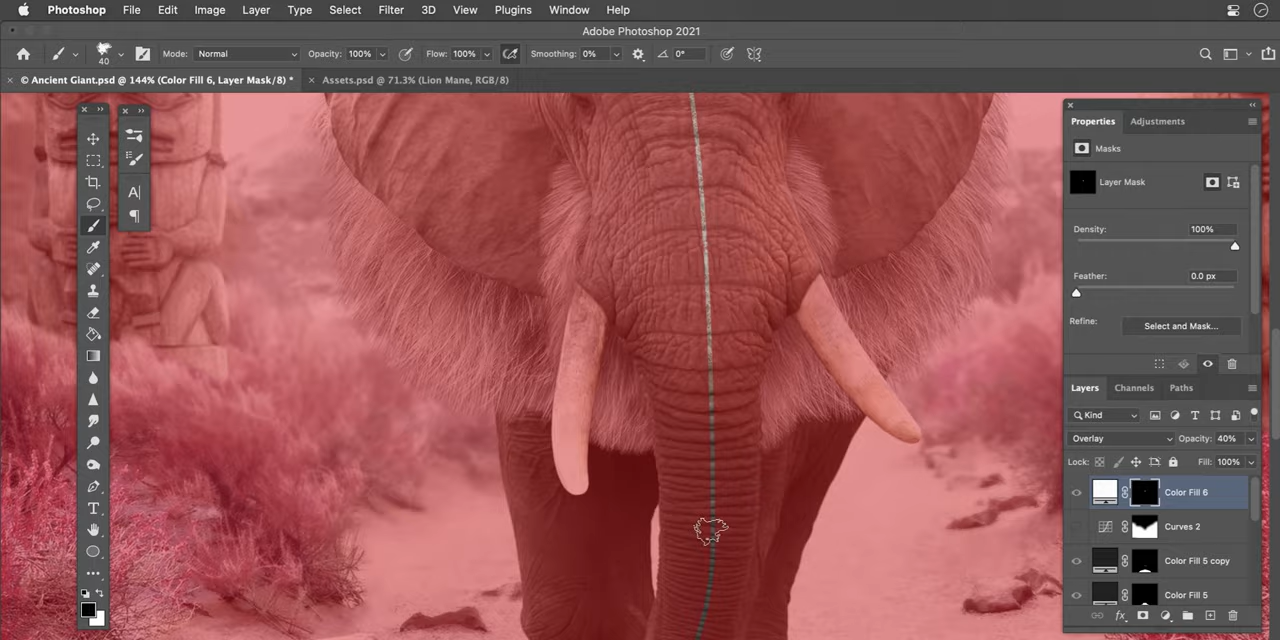 Photoshop File Edit Image Layer Type Select Filter 3D View Plugins Window Help
Adobe Photoshop 2021
40 Mode: Normal Opacity: 100% Flow: 100% Smoothing: 0% 0°
© Ancient Giant.psd @ 144% (Color Fill 6, Layer Mask/8) * Assets.psd @ 71.3% (Lion Mane, RGB/8)
Properties Adjustments
Masks
Layer Mask
Density: 100%
Feather: 0.0 px
Refine: Select and Mask...
Layers Channels Paths
Kind
Overlay Opacity: 40%
Lock: Fill: 100%
Color Fill 6
Curves 2
Color Fill 5 copy
Color Fill 5